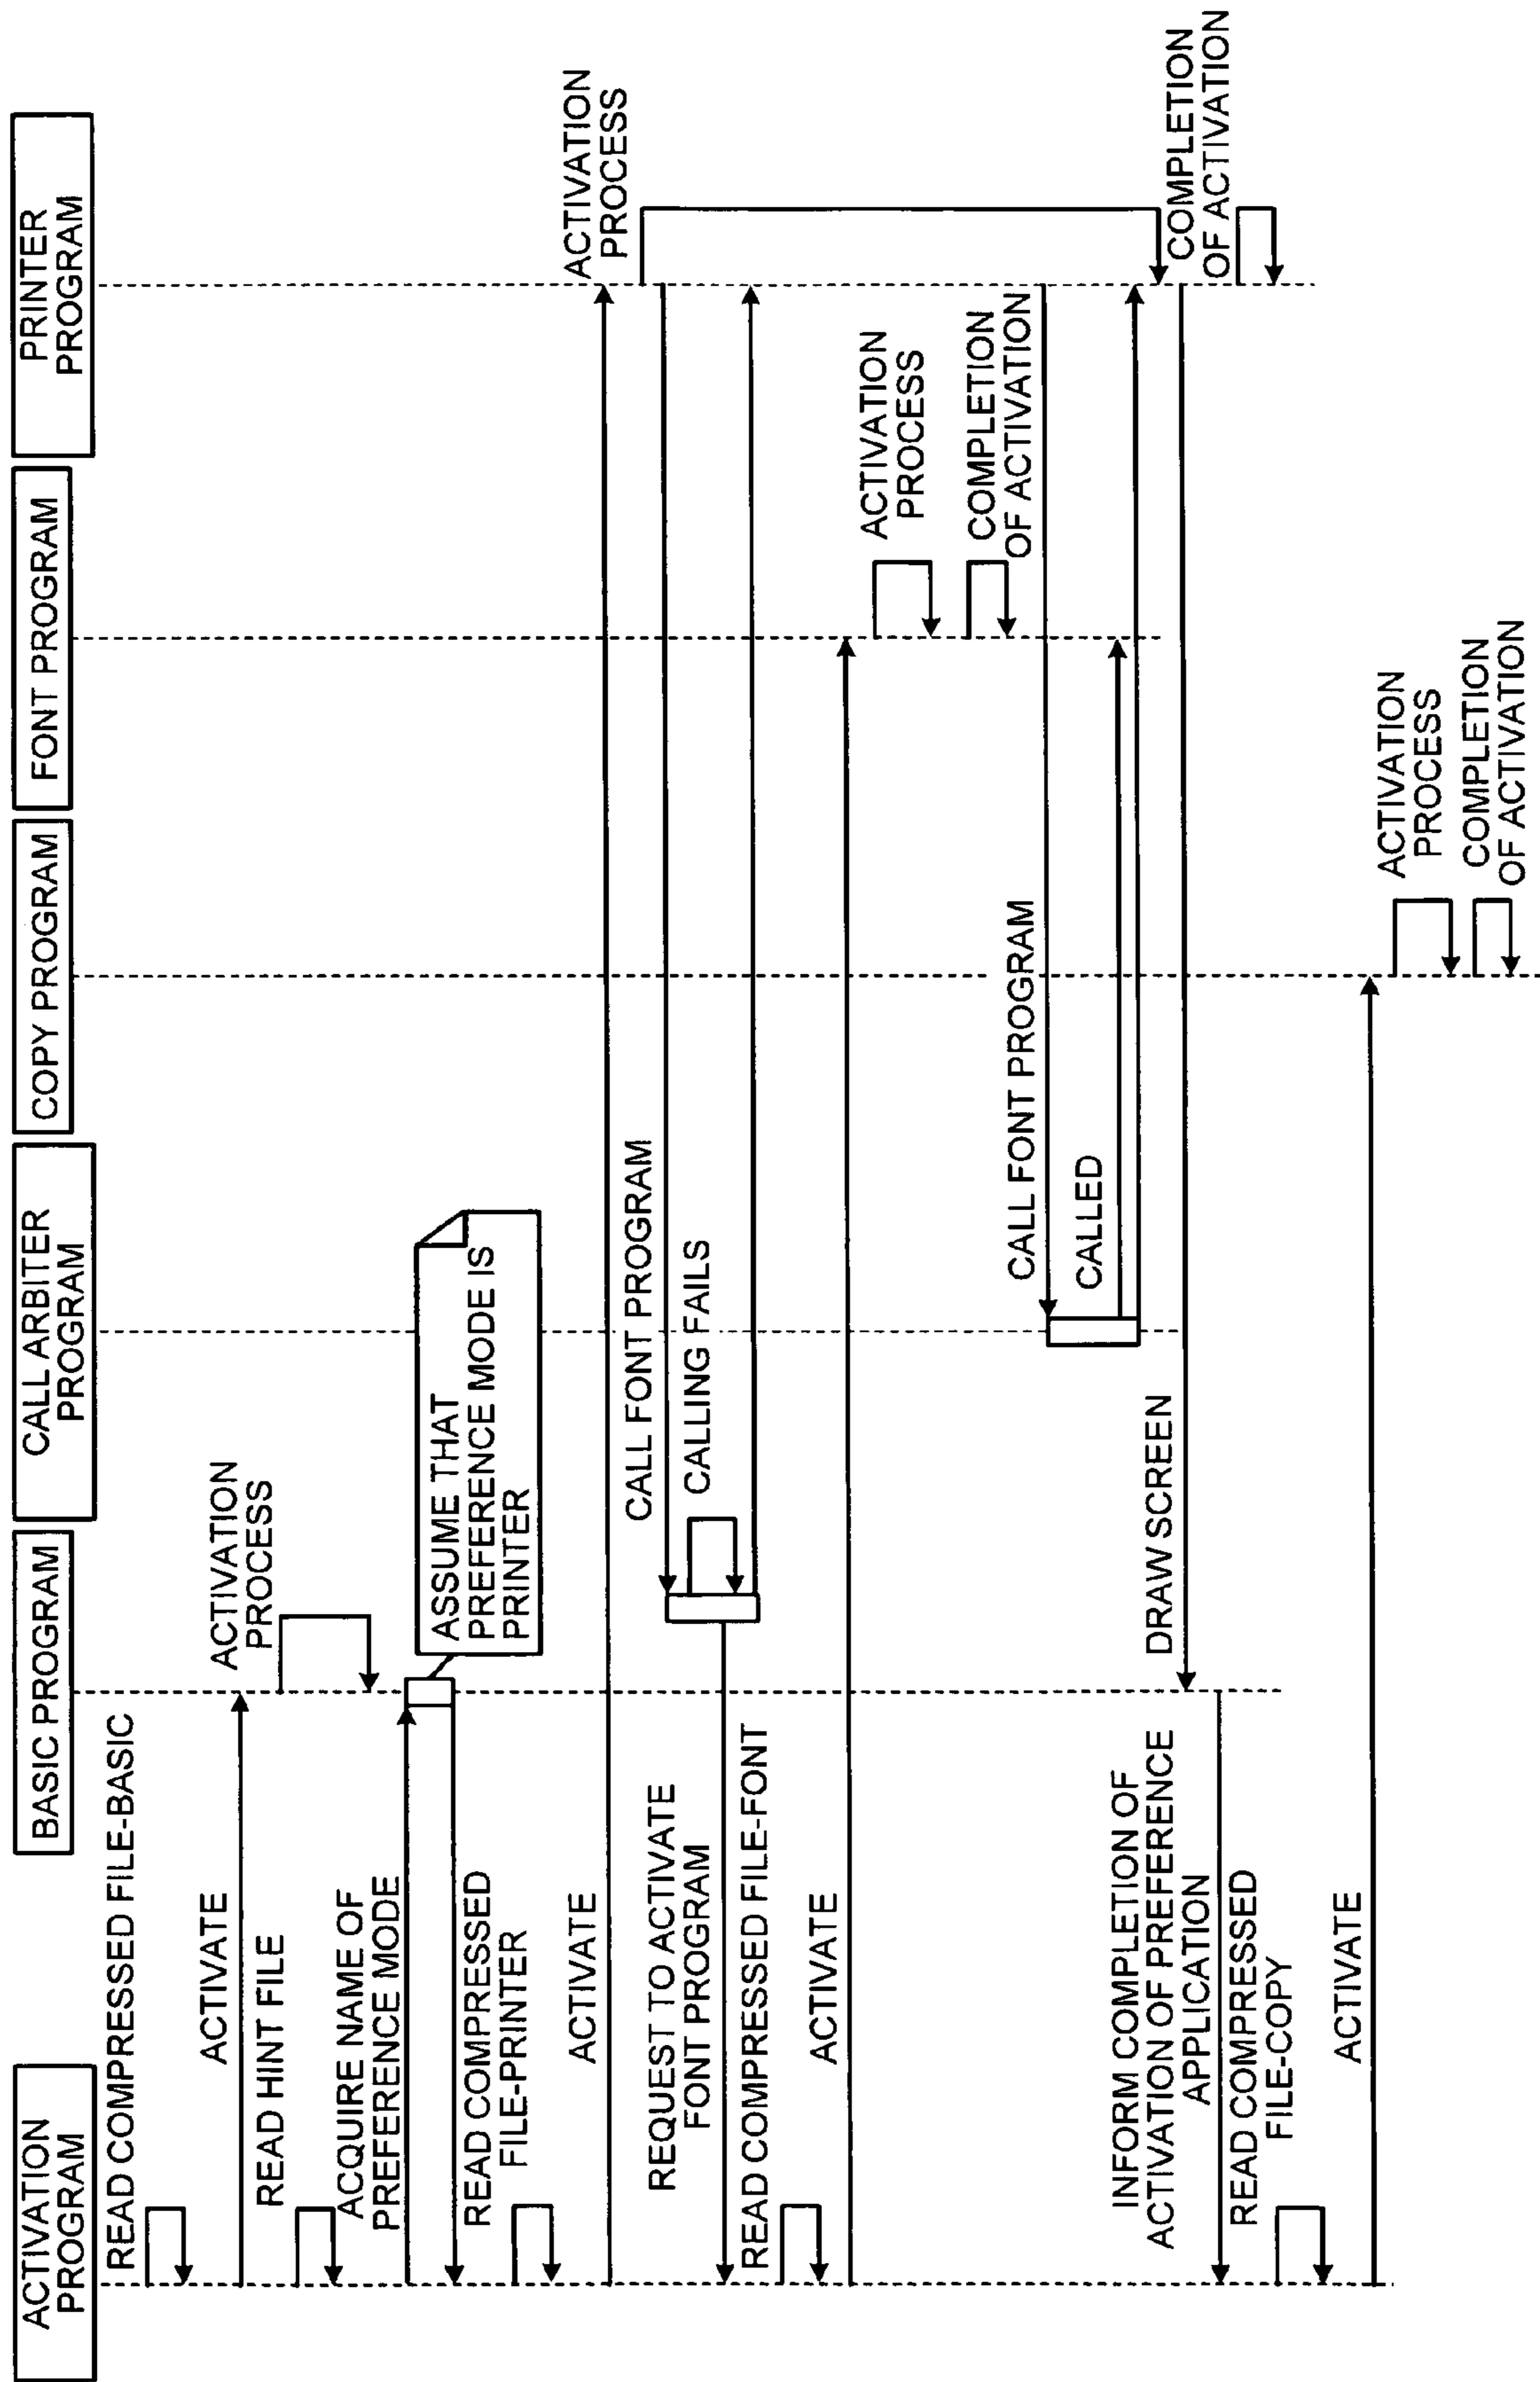 ACTIVATION
PROGRAM
BASIC PROGRAM
CALL ARBITER
PROGRAM
COPY PROGRAM
FONT PROGRAM
PRINTER
PROGRAM
READ COMPRESSED FILE-BASIC
ACTIVATE
ACTIVATION
PROCESS
READ HINT FILE
ACQUIRE NAME OF
PREFERENCE MODE
ASSUME THAT
PREFERENCE MODE IS
PRINTER
READ COMPRESSED
FILE-PRINTER
ACTIVATE
ACTIVATION
PROCESS
CALL FONT PROGRAM
CALLING FAILS
REQUEST TO ACTIVATE
FONT PROGRAM
READ COMPRESSED FILE-FONT
ACTIVATE
ACTIVATION
PROCESS
COMPLETION
OF ACTIVATION
CALL FONT PROGRAM
CALLED
DRAW SCREEN
COMPLETION
OF ACTIVATION
INFORM COMPLETION OF
ACTIVATION OF PREFERENCE
APPLICATION
READ COMPRESSED
FILE-COPY
ACTIVATE
ACTIVATION
PROCESS
COMPLETION
OF ACTIVATION